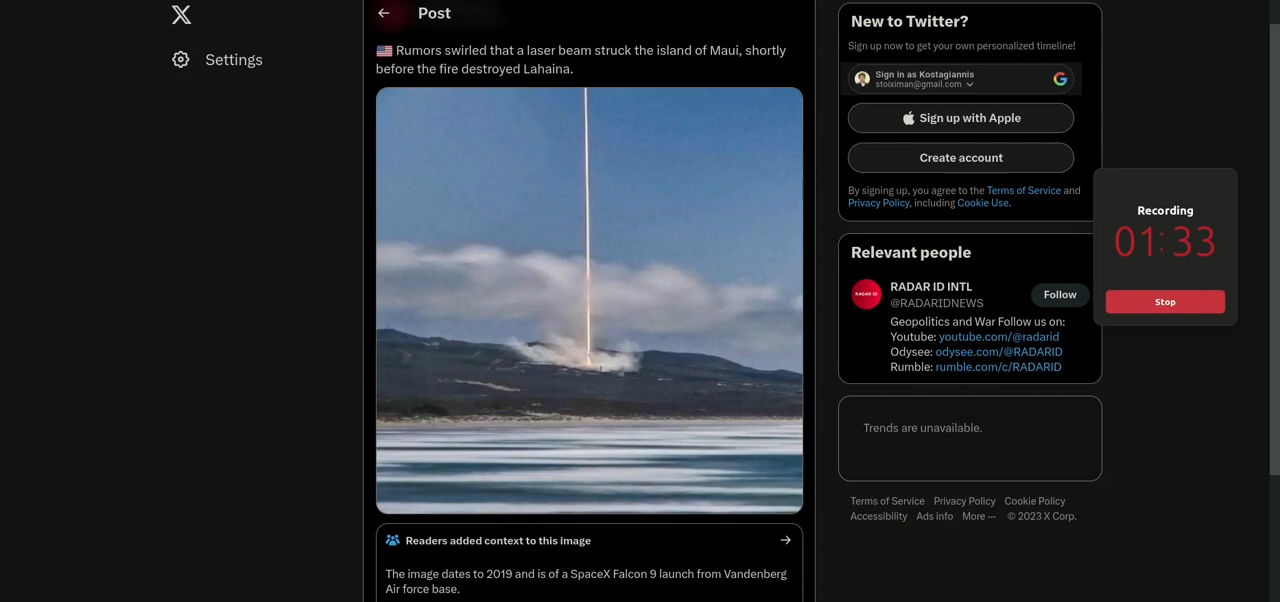 Settings
Post
🇺🇸 Rumors swirled that a laser beam struck the island of Maui, shortly
before the fire destroyed Lahaina.
Readers added context to this image
The image dates to 2019 and is of a SpaceX Falcon 9 launch from Vandenberg
Air force base.
New to Twitter?
Sign up now to get your own personalized timeline!
Sign in as Kostagiannis
stoiximan@gmail.com
Sign up with Apple
Create account
By signing up, you agree to the Terms of Service and
Privacy Policy, including Cookie Use.
Relevant people
RADAR ID
RADAR ID INTL
@RADARIDNEWS
Follow
Geopolitics and War Follow us on:
Youtube: youtube.com/@radarid
Odysee: odysee.com/@RADARID
Rumble: rumble.com/c/RADARID
Trends are unavailable.
Terms of Service Privacy Policy Cookie Policy
Accessibility Ads info More ··· © 2023 X Corp.
Recording
01:33
Stop